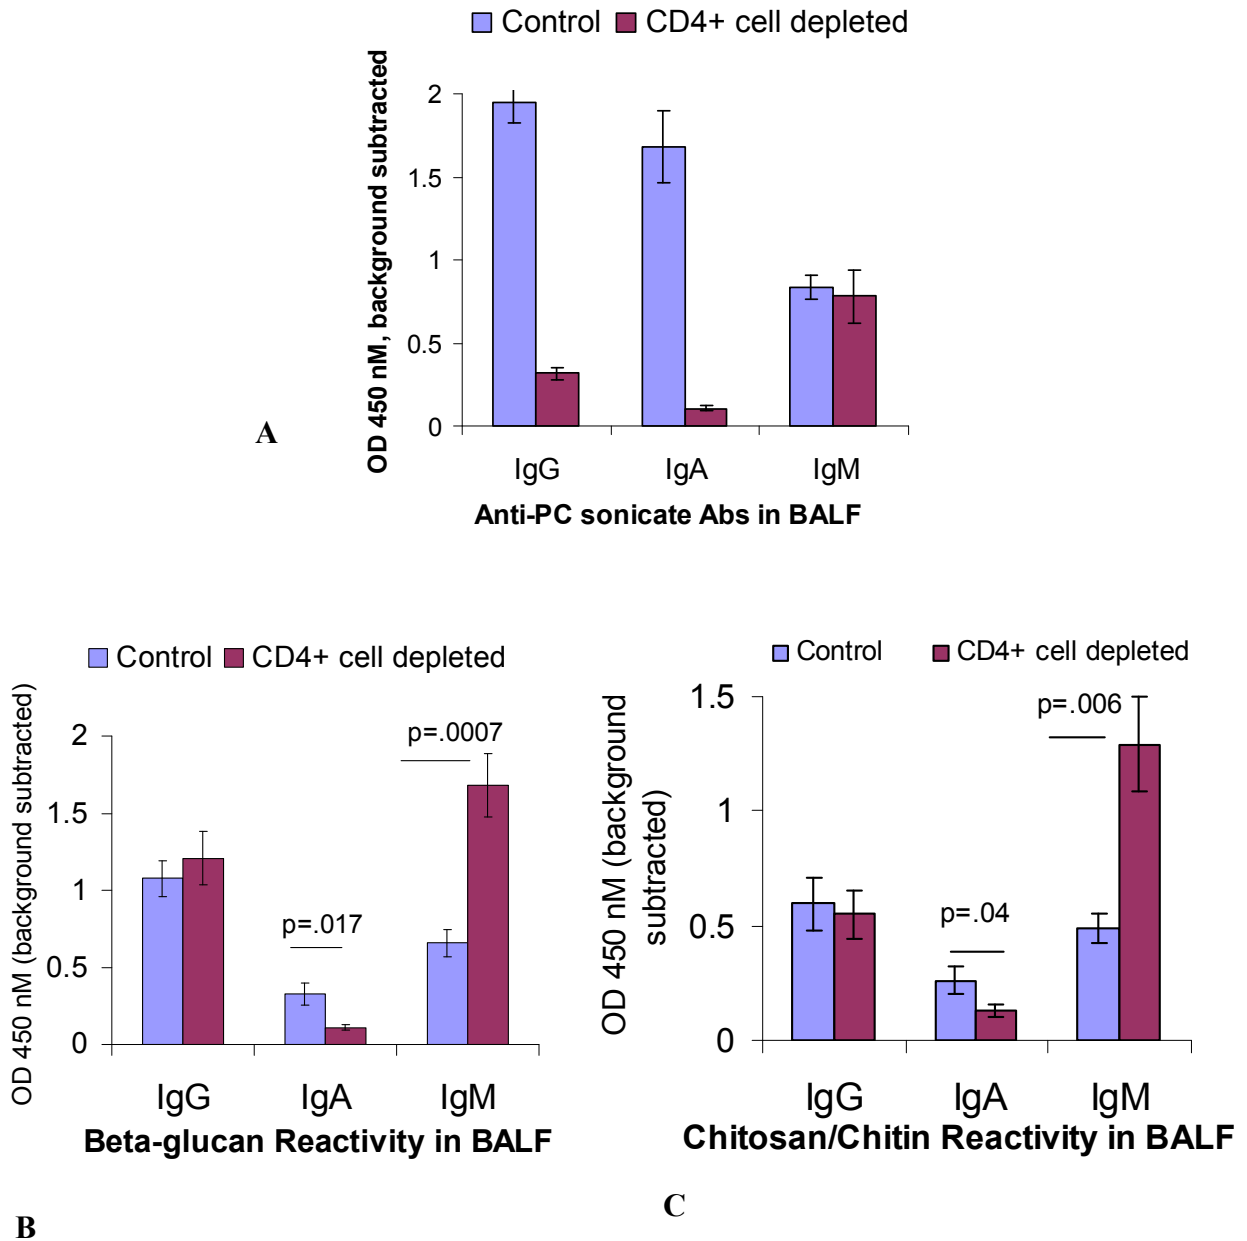 Control CD4+ cell depleted
OD 450 nM, background subtracted
2
1.5
1
0.5
0
IgG IgA IgM
Anti-PC sonicate Abs in BALF
A
Control CD4+ cell depleted
OD 450 nM (background subtracted)
2
1.5
1
0.5
0
p=.017
p=.0007
IgG IgA IgM
Beta-glucan Reactivity in BALF
B
Control CD4+ cell depleted
OD 450 nM (background
subtracted)
1.5
1
0.5
0
p=.04
p=.006
IgG IgA IgM
Chitosan/Chitin Reactivity in BALF
C